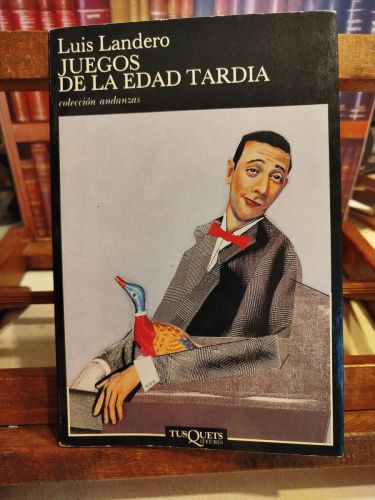 Luis Landero
JUEGOS
DE LA EDAD TARDIA
colección andanzas
TUSQUETS
EDITORES